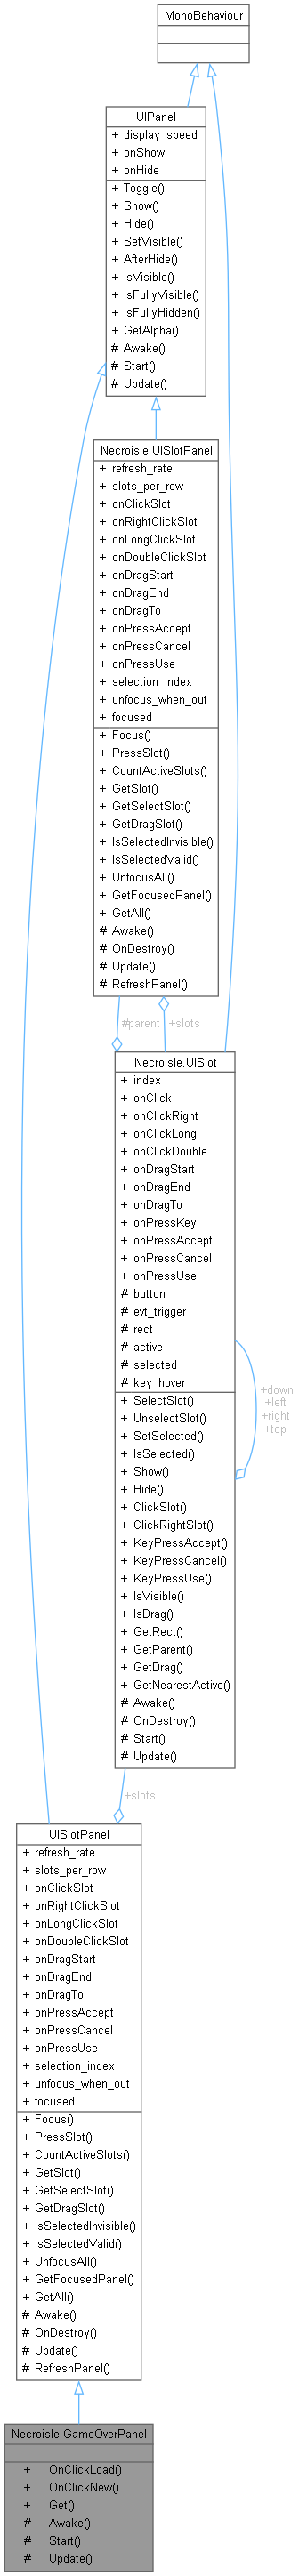 MonoBehaviour
UIPanel
+ display_speed
+ onShow
+ onHide
+ Toggle()
+ Show()
+ Hide()
+ SetVisible()
+ AfterHide()
+ IsVisible()
+ IsFullyVisible()
+ IsFullyHidden()
+ GetAlpha()
# Awake()
# Start()
# Update()
Necroisle.UISlotPanel
+ refresh_rate
+ slots_per_row
+ onClickSlot
+ onRightClickSlot
+ onLongClickSlot
+ onDoubleClickSlot
+ onDragStart
+ onDragEnd
+ onDragTo
+ onPressAccept
+ onPressCancel
+ onPressUse
+ selection_index
+ unfocus_when_out
+ focused
+ Focus()
+ PressSlot()
+ CountActiveSlots()
+ GetSlot()
+ GetSelectSlot()
+ GetDragSlot()
+ IsSelectedInvisible()
+ IsSelectedValid()
+ UnfocusAll()
+ GetFocusedPanel()
+ GetAll()
# Awake()
# OnDestroy()
# Update()
# RefreshPanel()
#parent
+slots
Necroisle.UISlot
+ index
+ onClick
+ onClickRight
+ onClickLong
+ onClickDouble
+ onDragStart
+ onDragEnd
+ onDragTo
+ onPressKey
+ onPressAccept
+ onPressCancel
+ onPressUse
# button
# evt_trigger
# rect
# active
# selected
# key_hover
+ SelectSlot()
+ UnselectSlot()
+ SetSelected()
+ IsSelected()
+ Show()
+ Hide()
+ ClickSlot()
+ ClickRightSlot()
+ KeyPressAccept()
+ KeyPressCancel()
+ KeyPressUse()
+ IsVisible()
+ IsDrag()
+ GetRect()
+ GetParent()
+ GetDrag()
+ GetNearestActive()
# Awake()
# OnDestroy()
# Start()
# Update()
+down
+left
+right
+top
+slots
UISlotPanel
+ refresh_rate
+ slots_per_row
+ onClickSlot
+ onRightClickSlot
+ onLongClickSlot
+ onDoubleClickSlot
+ onDragStart
+ onDragEnd
+ onDragTo
+ onPressAccept
+ onPressCancel
+ onPressUse
+ selection_index
+ unfocus_when_out
+ focused
+ Focus()
+ PressSlot()
+ CountActiveSlots()
+ GetSlot()
+ GetSelectSlot()
+ GetDragSlot()
+ IsSelectedInvisible()
+ IsSelectedValid()
+ UnfocusAll()
+ GetFocusedPanel()
+ GetAll()
# Awake()
# OnDestroy()
# Update()
# RefreshPanel()
Necroisle.GameOverPanel
+ OnClickLoad()
+ OnClickNew()
+ Get()
# Awake()
# Start()
# Update()